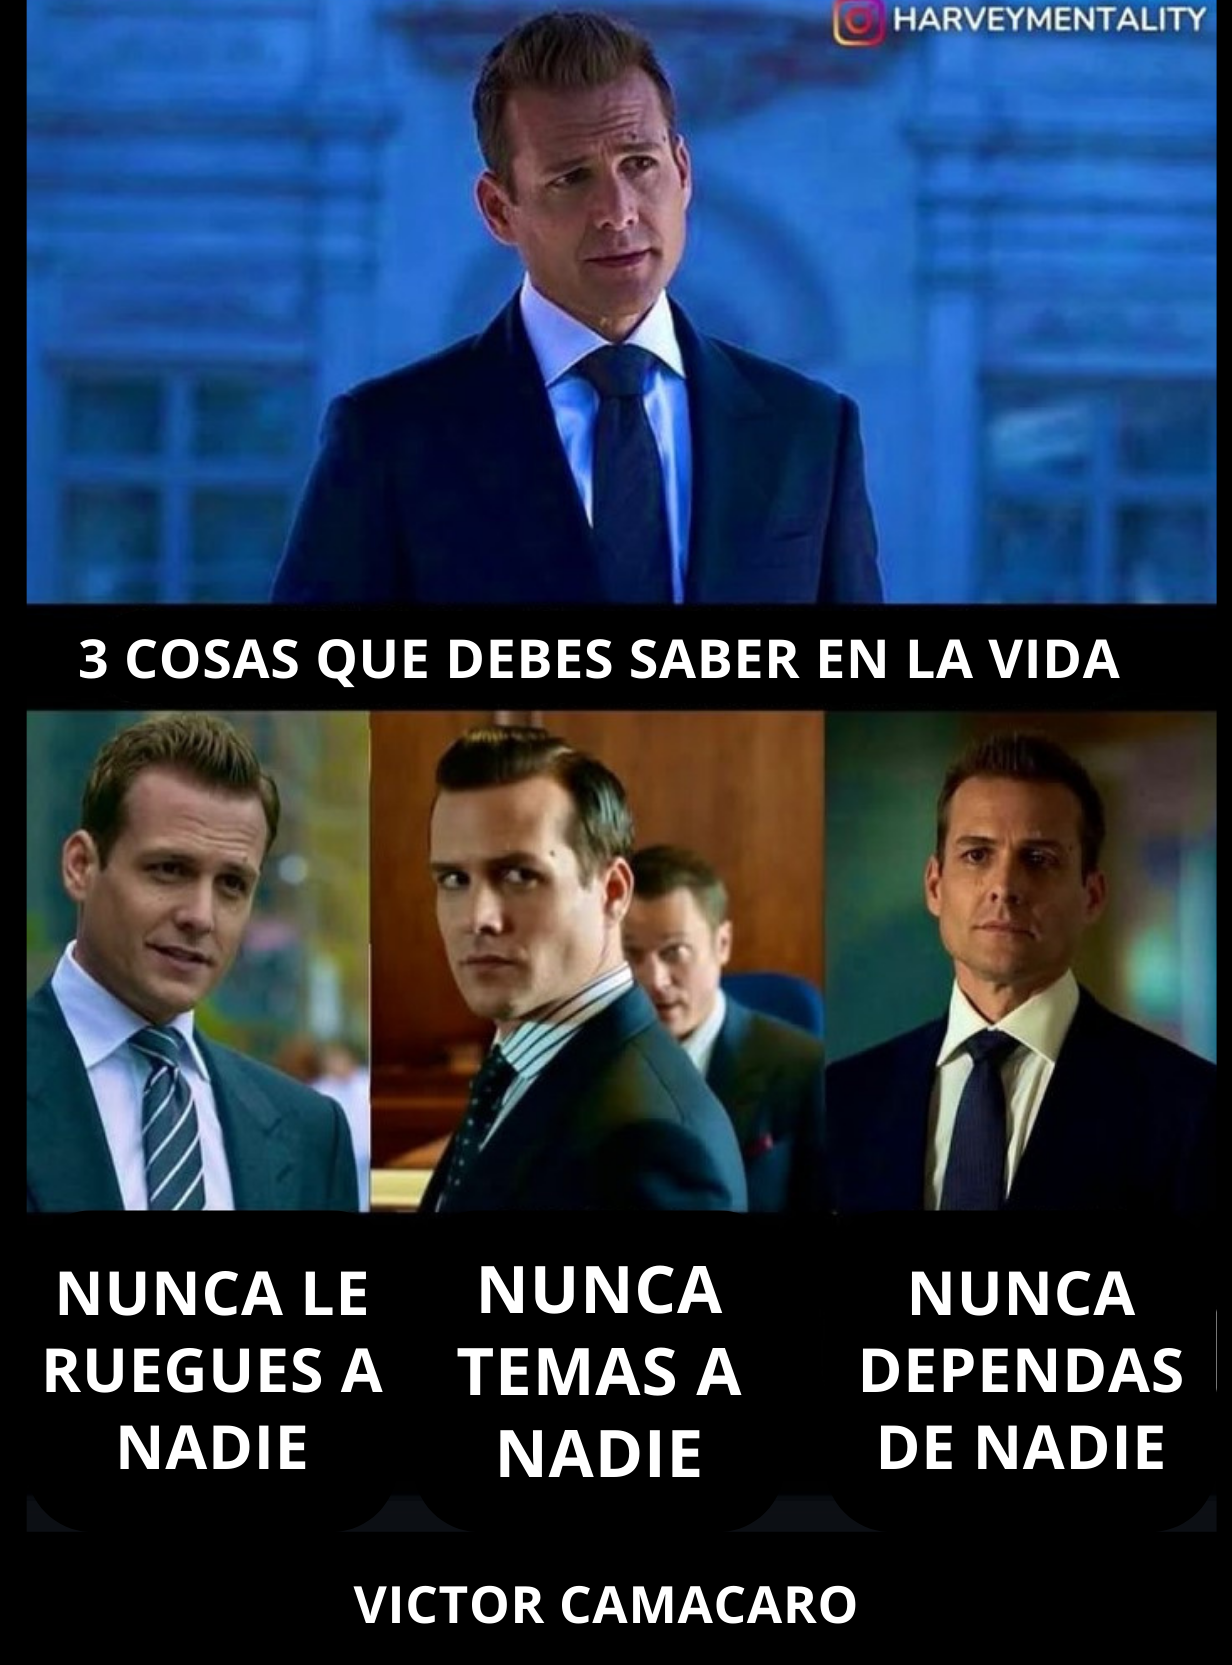 HARVEYMENTALITY
3 COSAS QUE DEBES SABER EN LA VIDA
NUNCA LE
RUEGUES A
NADIE
NUNCA
TEMAS A
NADIE
NUNCA
DEPENDAS
DE NADIE
VICTOR CAMACARO